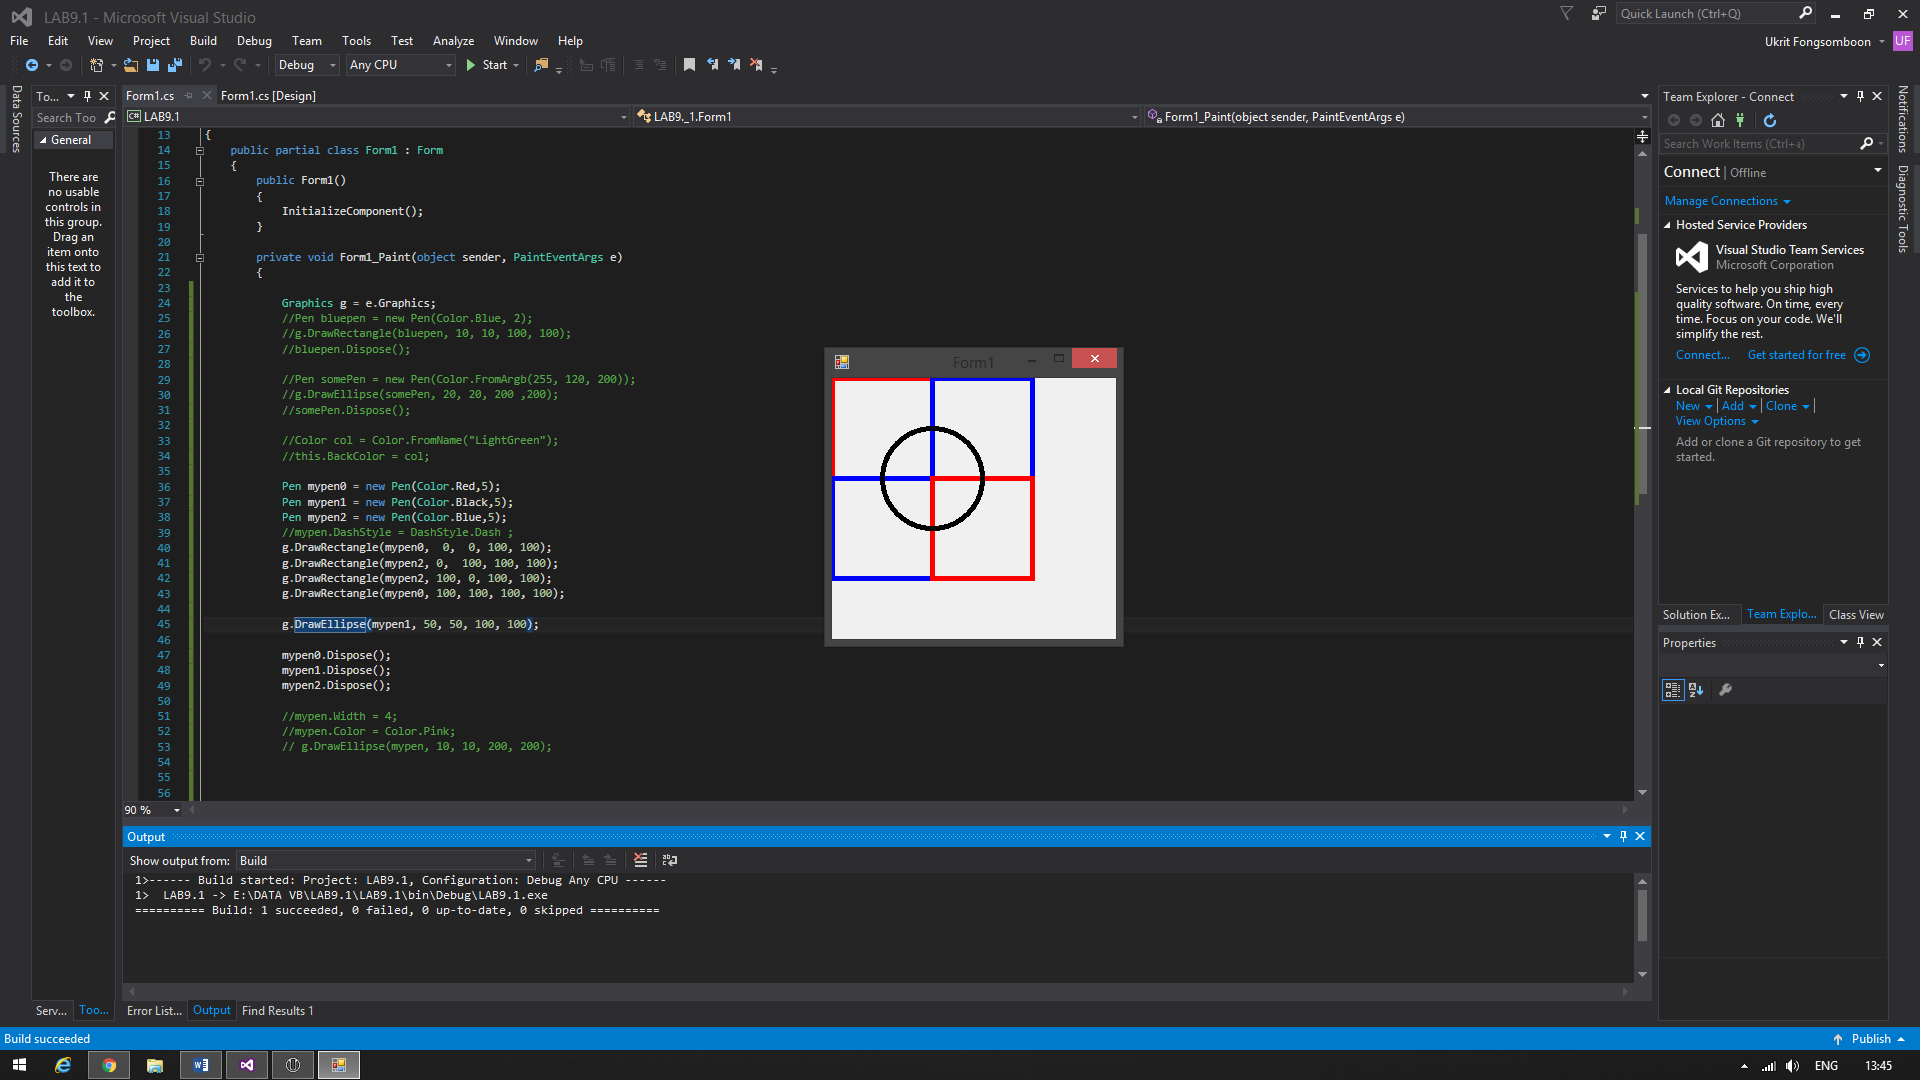 LAB9.1 - Microsoft Visual Studio
Quick Launch (Ctrl+Q)
File Edit View Project Build Debug Team Tools Test Analyze Window Help
Ukrit Fongsomboon UF
Debug Any CPU Start
Data Sources
To...
Search Too
General
There are
no usable
controls in
this group.
Drag an
item onto
this text to
add it to
the
toolbox.
Form1.cs Form1.cs [Design]
C# LAB9.1 LAB9._1.Form1 Form1_Paint(object sender, PaintEventArgs e)
13 {
14 public partial class Form1 : Form
15 {
16 public Form1()
17 {
18 InitializeComponent();
19 }
20
21 private void Form1_Paint(object sender, PaintEventArgs e)
22 {
23
24 Graphics g = e.Graphics;
25 //Pen bluepen = new Pen(Color.Blue, 2);
26 //g.DrawRectangle(bluepen, 10, 10, 100, 100);
27 //bluepen.Dispose();
28
29 //Pen somePen = new Pen(Color.FromArgb(255, 120, 200));
30 //g.DrawEllipse(somePen, 20, 20, 200 ,200);
31 //somePen.Dispose();
32
33 //Color col = Color.FromName("LightGreen");
34 //this.BackColor = col;
35
36 Pen mypen0 = new Pen(Color.Red,5);
37 Pen mypen1 = new Pen(Color.Black,5);
38 Pen mypen2 = new Pen(Color.Blue,5);
39 //mypen.DashStyle = DashStyle.Dash ;
40 g.DrawRectangle(mypen0,  0,  0, 100, 100);
41 g.DrawRectangle(mypen2, 0,  100, 100, 100);
42 g.DrawRectangle(mypen2, 100, 0, 100, 100);
43 g.DrawRectangle(mypen0, 100, 100, 100, 100);
44
45 g.DrawEllipse(mypen1, 50, 50, 100, 100);
46
47 mypen0.Dispose();
48 mypen1.Dispose();
49 mypen2.Dispose();
50
51 //mypen.Width = 4;
52 //mypen.Color = Color.Pink;
53 // g.DrawEllipse(mypen, 10, 10, 200, 200);
54
55
56
90 %
Form1
Output
Show output from: Build
1>------ Build started: Project: LAB9.1, Configuration: Debug Any CPU ------
1>  LAB9.1 -> E:\DATA VB\LAB9.1\LAB9.1\bin\Debug\LAB9.1.exe
========== Build: 1 succeeded, 0 failed, 0 up-to-date, 0 skipped ==========
Serv... Too... Error List... Output Find Results 1
Team Explorer - Connect
Search Work Items (Ctrl+จ)
Connect | Offline
Manage Connections
Hosted Service Providers
Visual Studio Team Services
Microsoft Corporation
Services to help you ship high
quality software. On time, every
time. Focus on your code. We'll
simplify the rest.
Connect... Get started for free
Local Git Repositories
New | Add | Clone |
View Options
Add or clone a Git repository to get
started.
Solution Ex... Team Explo... Class View
Properties
Notifications
Diagnostic Tools
Build succeeded
Publish
ENG 13:45